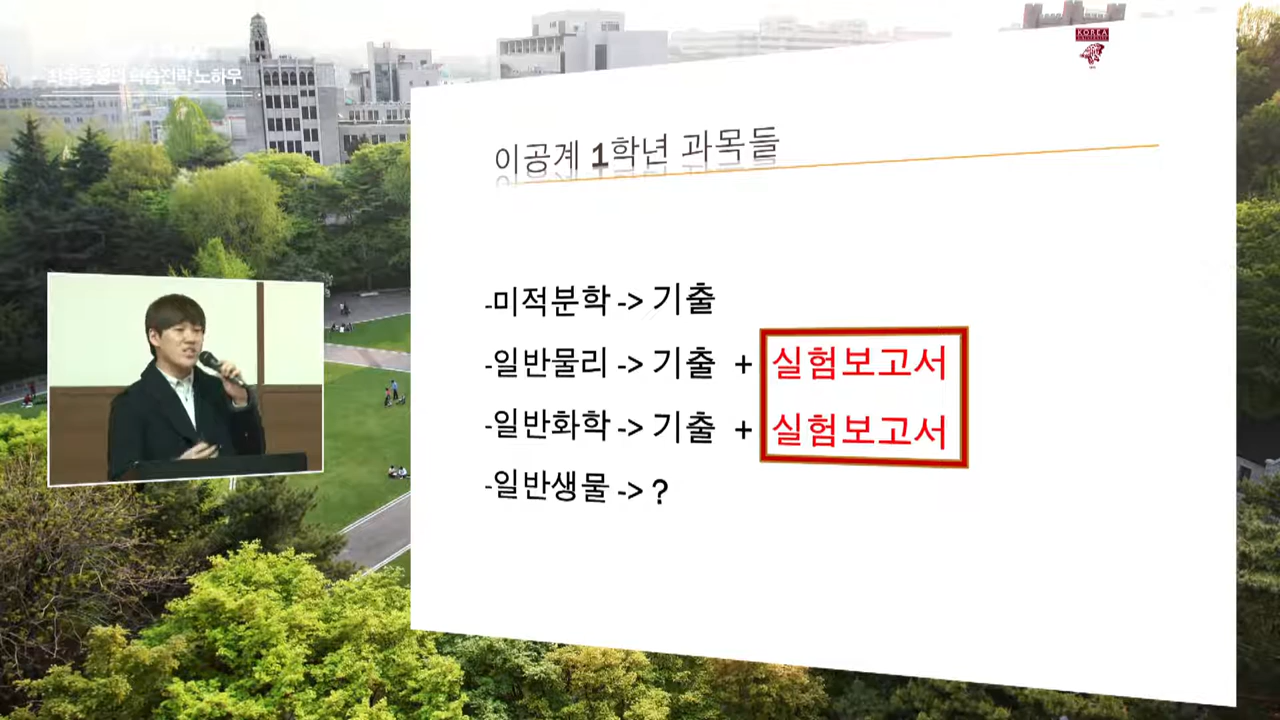 최우등생의 학습전략 노하우
KOREA
이공계 1학년 과목들
-미적분학 -> 기출
-일반물리 -> 기출 + 실험보고서
-일반화학 -> 기출 + 실험보고서
-일반생물 -> ?